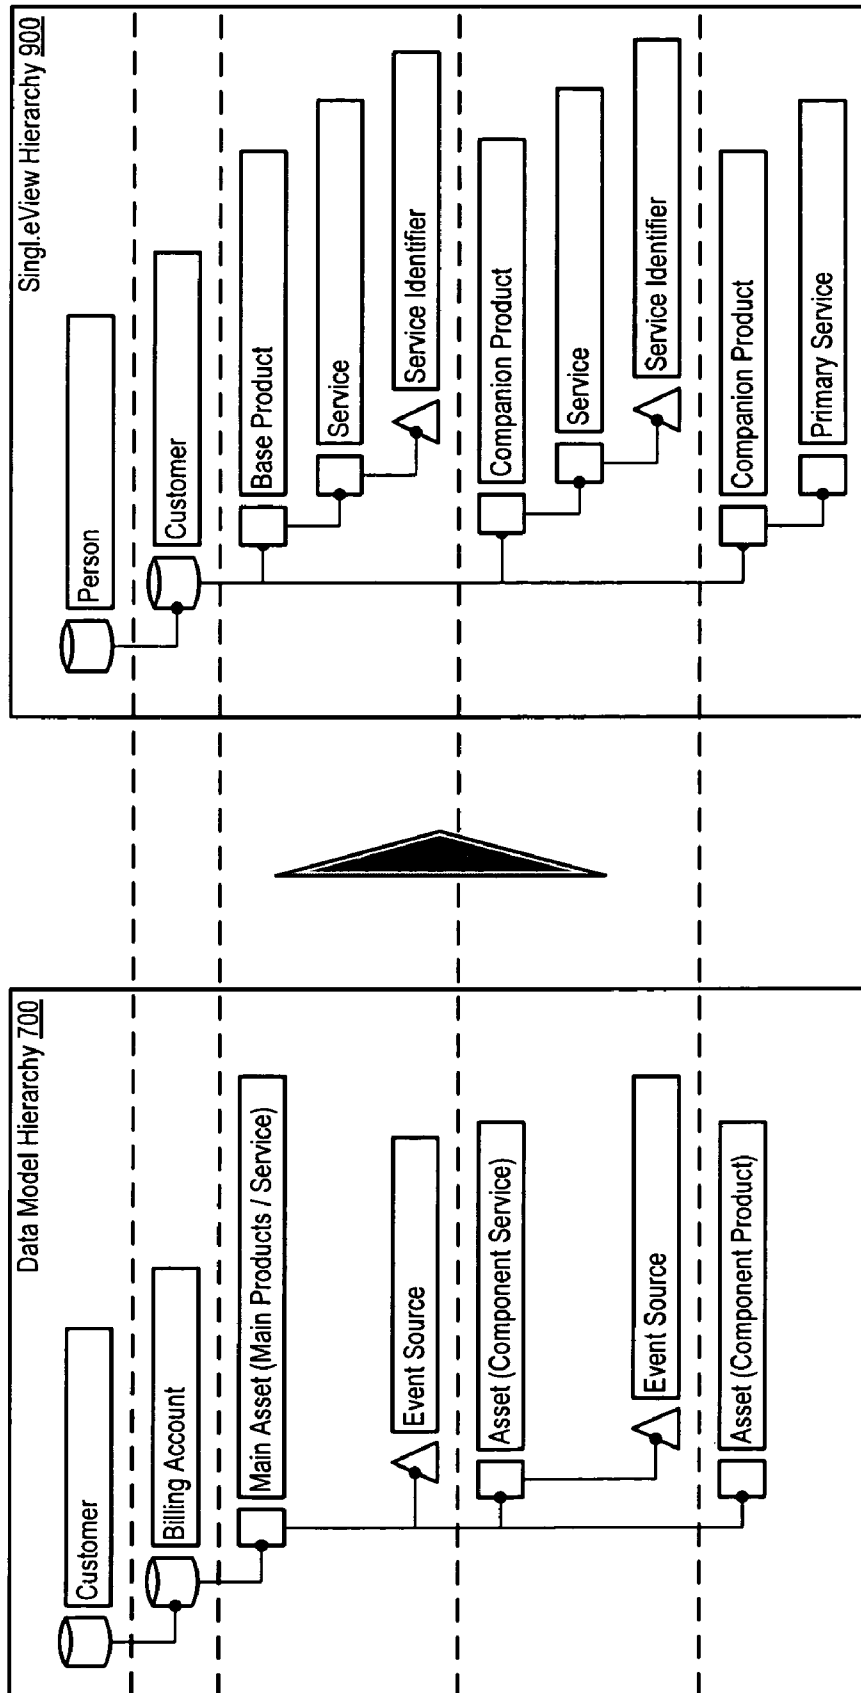 Data Model Hierarchy 700
Customer
Billing Account
Main Asset (Main Products / Service)
Event Source
Asset (Component Service)
Event Source
Asset (Component Product)
Singl.eView Hierarchy 900
Person
Customer
Base Product
Service
Service Identifier
Companion Product
Service
Service Identifier
Companion Product
Primary Service